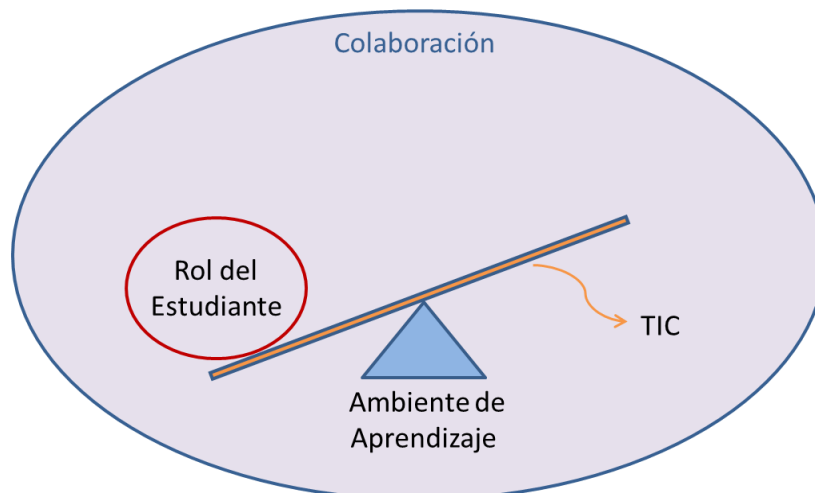 Colaboración
Rol del
Estudiante
TIC
Ambiente de
Aprendizaje